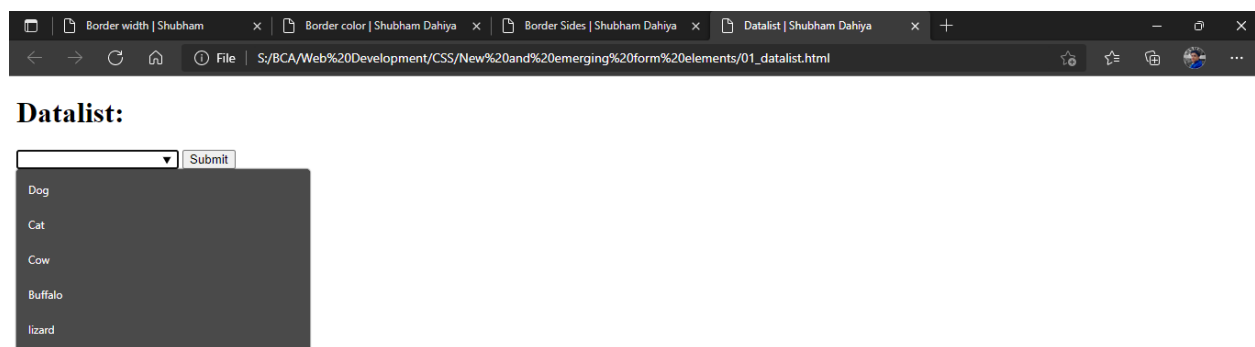 Border width | Shubham
Border color | Shubham Dahiya
Border Sides | Shubham Dahiya
Datalist | Shubham Dahiya
File
S:/BCA/Web%20Development/CSS/New%20and%20emerging%20form%20elements/01_datalist.html
Datalist:
Submit
Dog
Cat
Cow
Buffalo
lizard